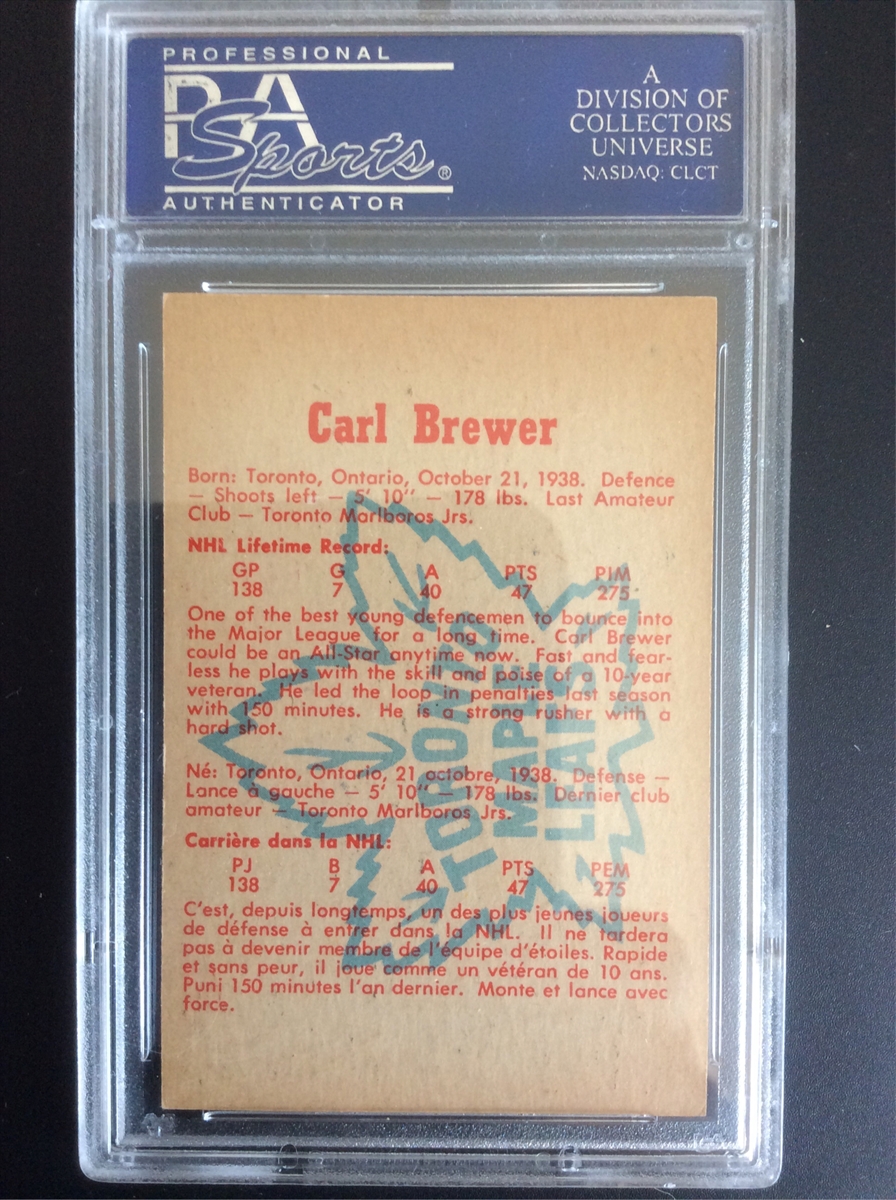 PROFESSIONAL
PSA
Sports®
AUTHENTICATOR
A
DIVISION OF
COLLECTORS
UNIVERSE
NASDAQ: CLCT
Carl Brewer
Born: Toronto, Ontario, October 21, 1938. Defence
— Shoots left — 5' 10" — 178 lbs. Last Amateur
Club — Toronto Marlboros Jrs.
NHL Lifetime Record:
GP G A PTS PIM
138 7 40 47 275
One of the best young defencemen to bounce into
the Major League for a long time. Carl Brewer
could be an All-Star anytime now. Fast and fear-
less he plays with the skill and poise of a 10-year
veteran. He led the loop in penalties last season
with 150 minutes. He is a strong rusher with a
hard shot.
Né: Toronto, Ontario, 21 octobre, 1938. Defense —
Lance à gauche — 5' 10" — 178 lbs. Dernier club
amateur — Toronto Marlboros Jrs.
Carrière dans la NHL:
PJ B A PTS PEM
138 7 40 47 275
C'est, depuis longtemps, un des plus jeunes joueurs
de défense à entrer dans la NHL. Il ne tardera
pas à devenir membre de l'équipe d'étoiles. Rapide
et sans peur, il joue comme un vétéran de 10 ans.
Puni 150 minutes l'an dernier. Monte et lance avec
force.
TORONTO
MAPLE
LEAFS